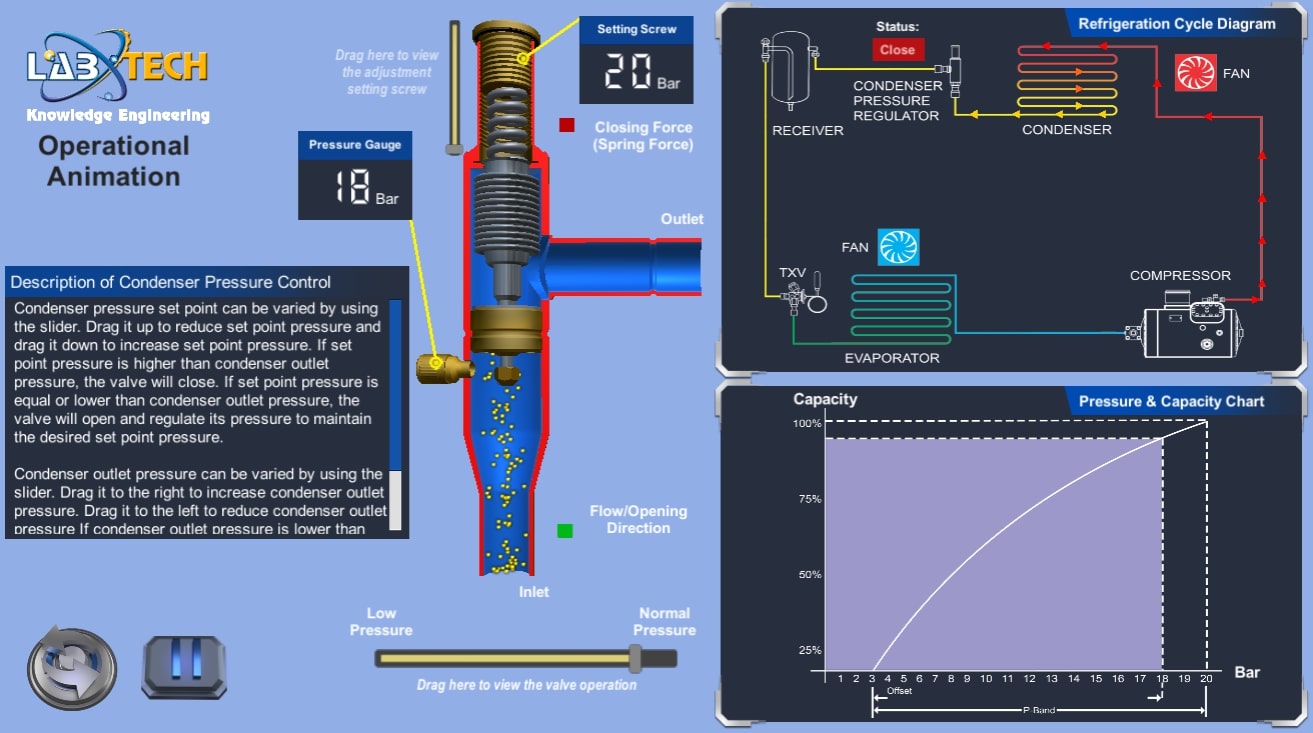 LABTECH
Knowledge Engineering
Operational
Animation
Drag here to view
the adjustment
setting screw
Setting Screw
20 Bar
Closing Force
(Spring Force)
Pressure Gauge
18 Bar
Outlet
Description of Condenser Pressure Control
Condenser pressure set point can be varied by using
the slider. Drag it up to reduce set point pressure and
drag it down to increase set point pressure. If set
point pressure is higher than condenser outlet
pressure, the valve will close. If set point pressure is
equal or lower than condenser outlet pressure, the
valve will open and regulate its pressure to maintain
the desired set point pressure.
Condenser outlet pressure can be varied by using the
slider. Drag it to the right to increase condenser outlet
pressure. Drag it to the left to reduce condenser outlet
pressure If condenser outlet pressure is lower than
Flow/Opening
Direction
Inlet
Low
Pressure
Normal
Pressure
Drag here to view the valve operation
Refrigeration Cycle Diagram
Status:
Close
FAN
CONDENSER
PRESSURE
REGULATOR
RECEIVER
CONDENSER
FAN
TXV
COMPRESSOR
EVAPORATOR
Pressure & Capacity Chart
Capacity
100%
75%
50%
25%
1 2 3 4 5 6 7 8 9 10 11 12 13 14 15 16 17 18 19 20
Bar
Offset
P-Band